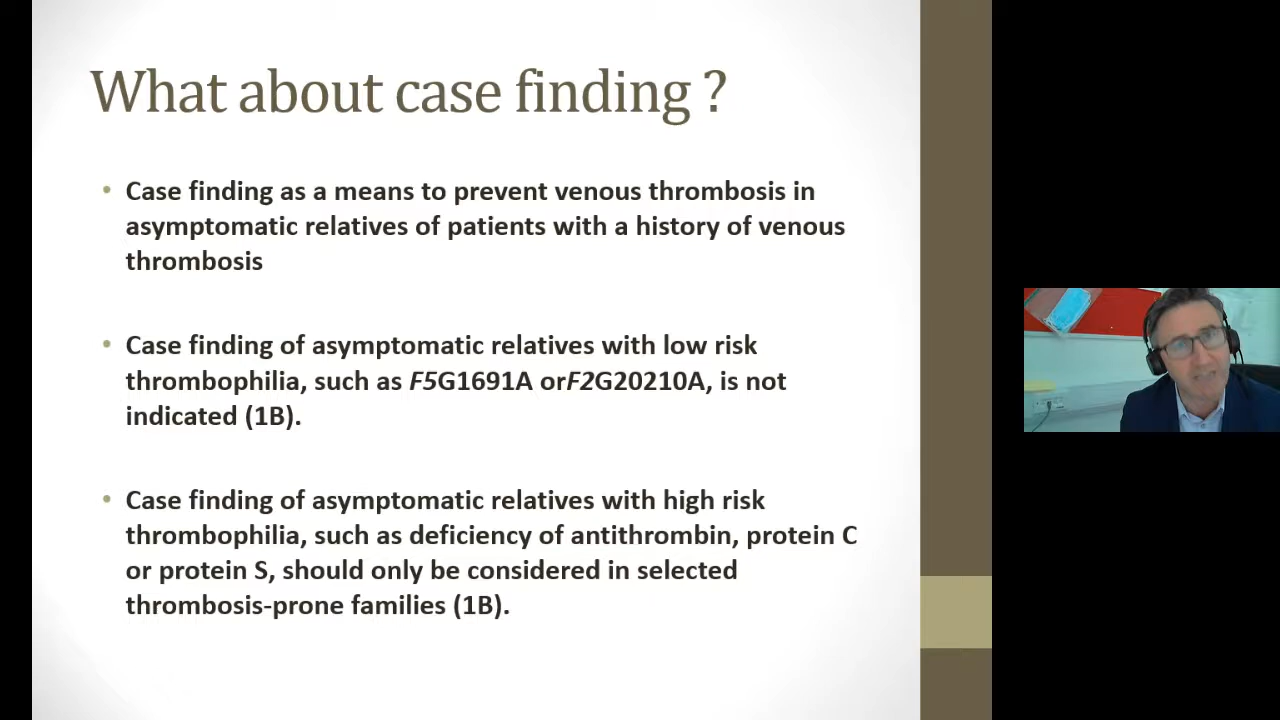 What about case finding ?
• Case finding as a means to prevent venous thrombosis in
asymptomatic relatives of patients with a history of venous
thrombosis
• Case finding of asymptomatic relatives with low risk
thrombophilia, such as F5G1691A orF2G20210A, is not
indicated (1B).
• Case finding of asymptomatic relatives with high risk
thrombophilia, such as deficiency of antithrombin, protein C
or protein S, should only be considered in selected
thrombosis-prone families (1B).